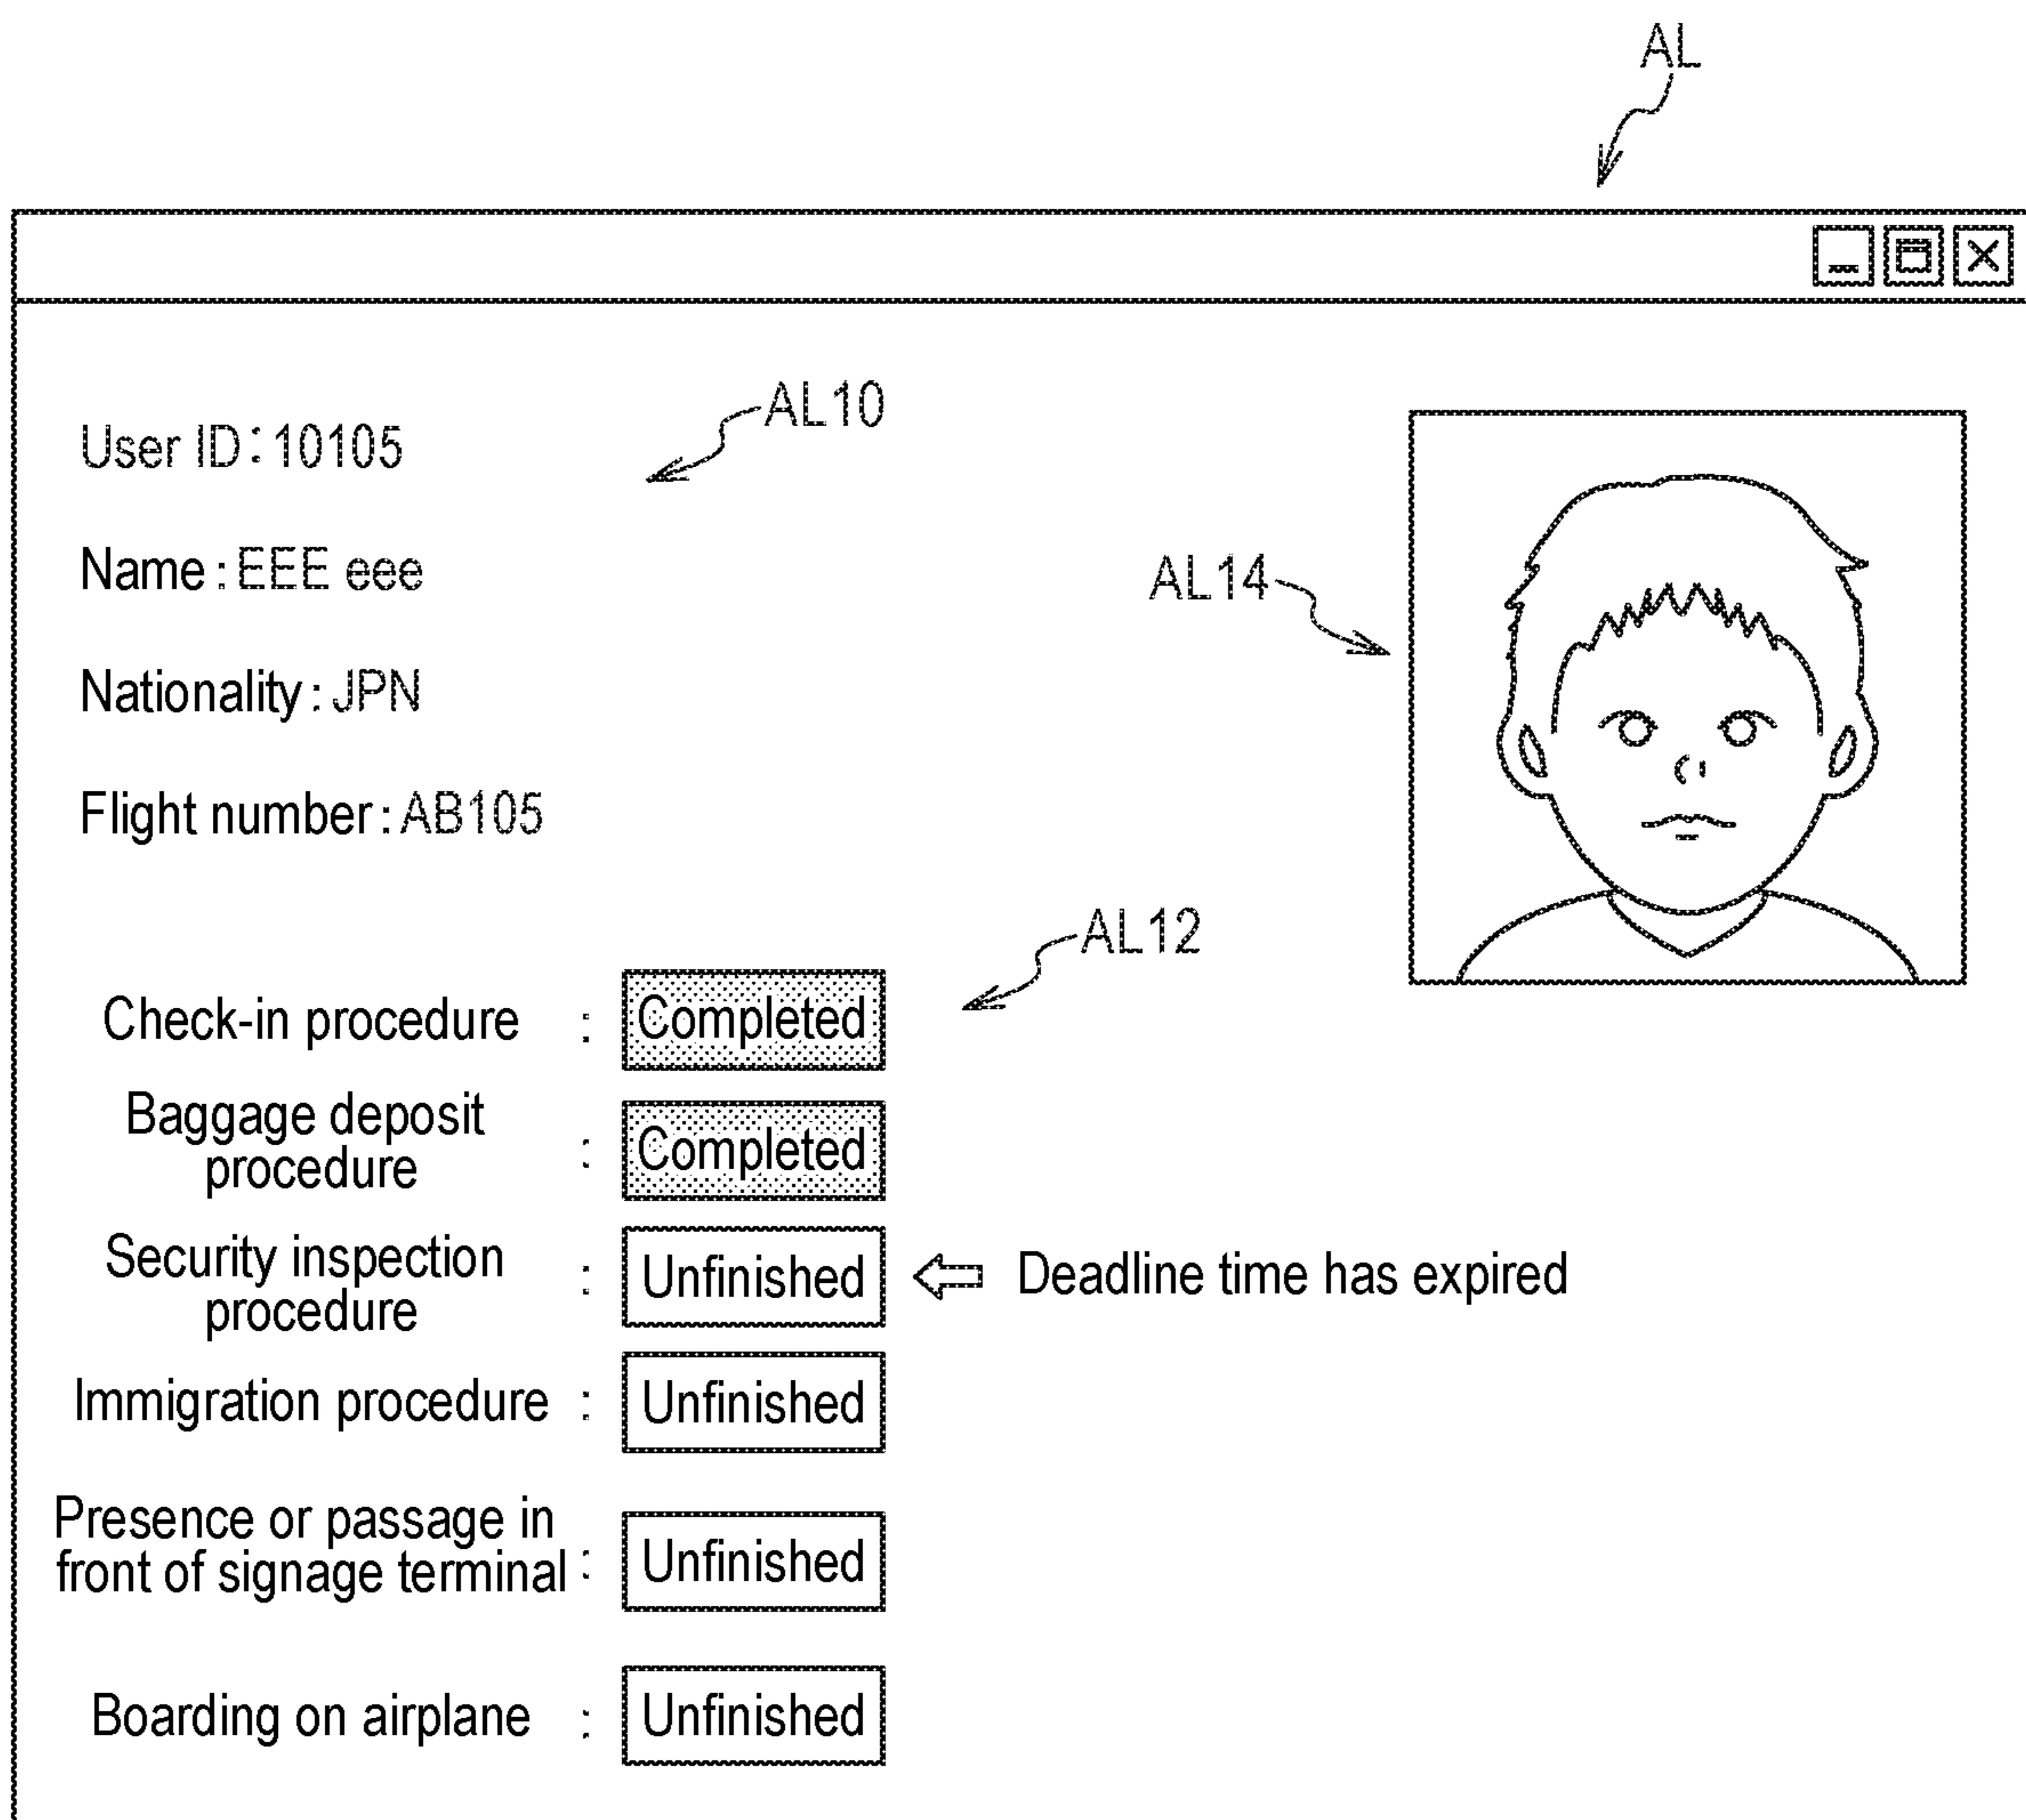 AL
User ID:10105
AL10
Name:EEE eee
AL14
Nationality:JPN
Flight number:AB105
AL12
Check-in procedure : Completed
Baggage deposit
procedure : Completed
Security inspection
procedure : Unfinished ⇐ Deadline time has expired
Immigration procedure : Unfinished
Presence or passage in
front of signage terminal : Unfinished
Boarding on airplane : Unfinished